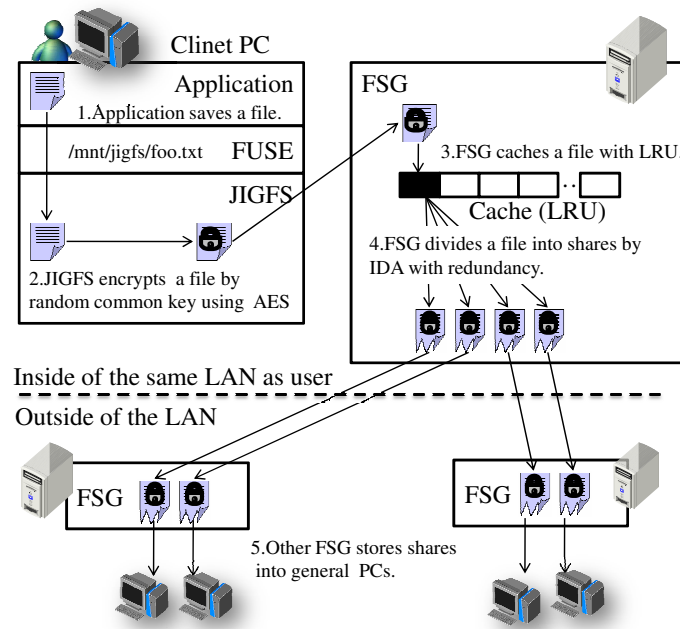 Clinet PC
Application
1.Application saves a file.
/mnt/jigfs/foo.txt FUSE
JIGFS
2.JIGFS encrypts a file by
random common key using AES
FSG
3.FSG caches a file with LRU.
Cache (LRU)
4.FSG divides a file into shares by
IDA with redundancy.
Inside of the same LAN as user
Outside of the LAN
FSG
FSG
5.Other FSG stores shares
into general PCs.